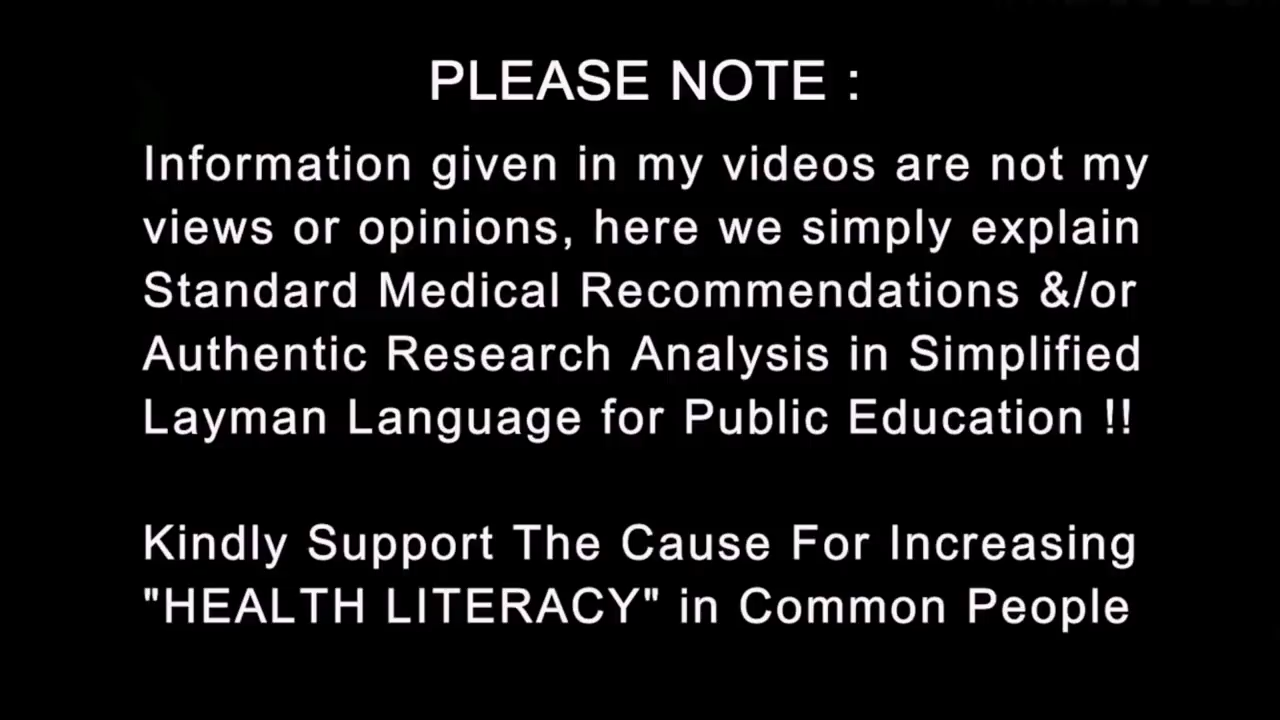 PLEASE NOTE :
Information given in my videos are not my
views or opinions, here we simply explain
Standard Medical Recommendations &/or
Authentic Research Analysis in Simplified
Layman Language for Public Education !!
Kindly Support The Cause For Increasing
"HEALTH LITERACY" in Common People